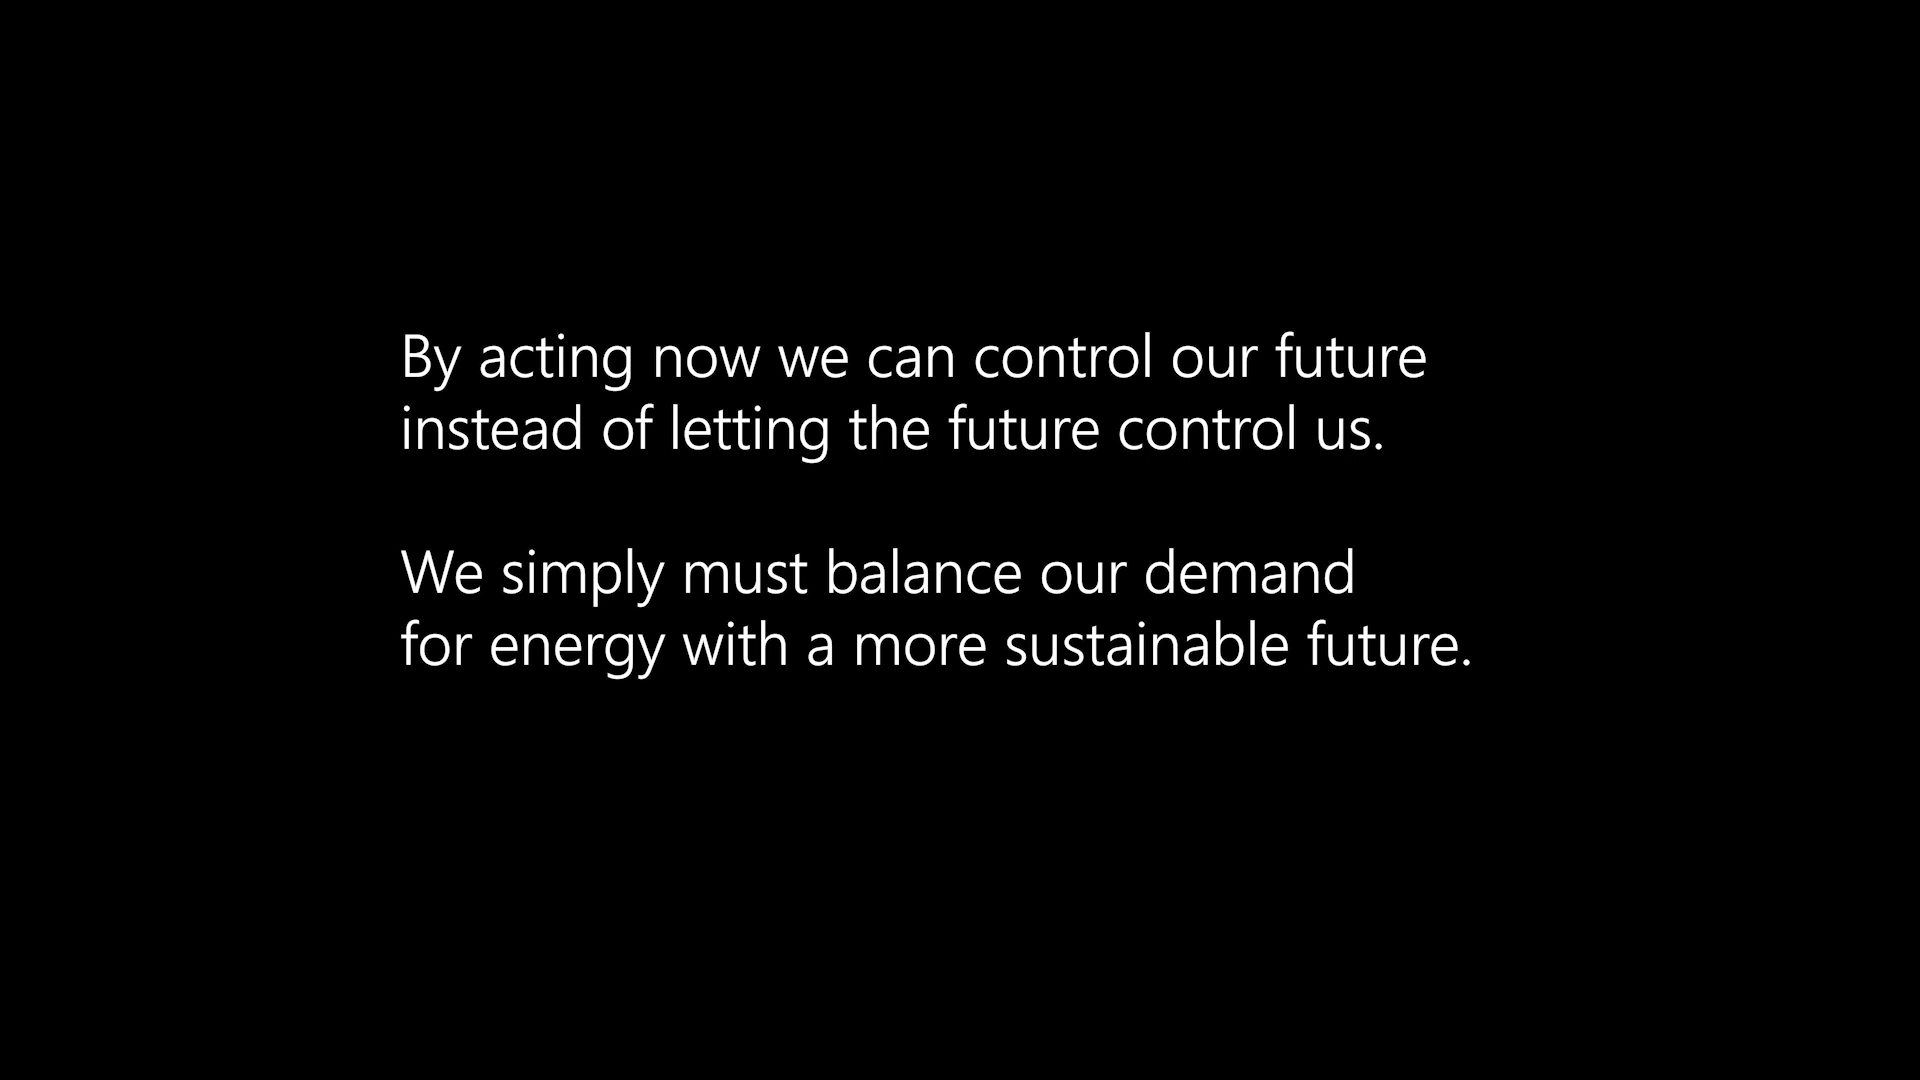 By acting now we can control our future
instead of letting the future control us.
We simply must balance our demand
for energy with a more sustainable future.